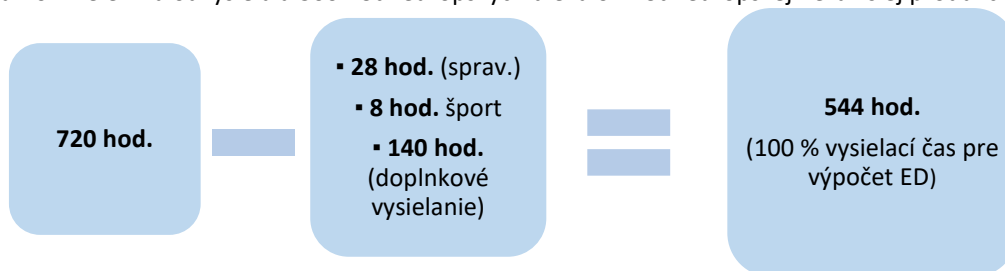 720 hod.
▪ 28 hod. (sprav.)
▪ 8 hod. šport
▪ 140 hod.
(doplnkové
vysielanie)
544 hod.
(100 % vysielací čas pre
výpočet ED)